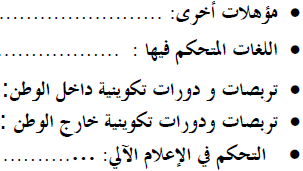 • مؤهلات أخرى: .........................
• اللغات المتحكم فيها : ..................
• تربصات و دورات تكوينية داخل الوطن:
• تربصات ودورات تكوينية خارج الوطن :
• التحكم في الإعلام الآلي: ...............